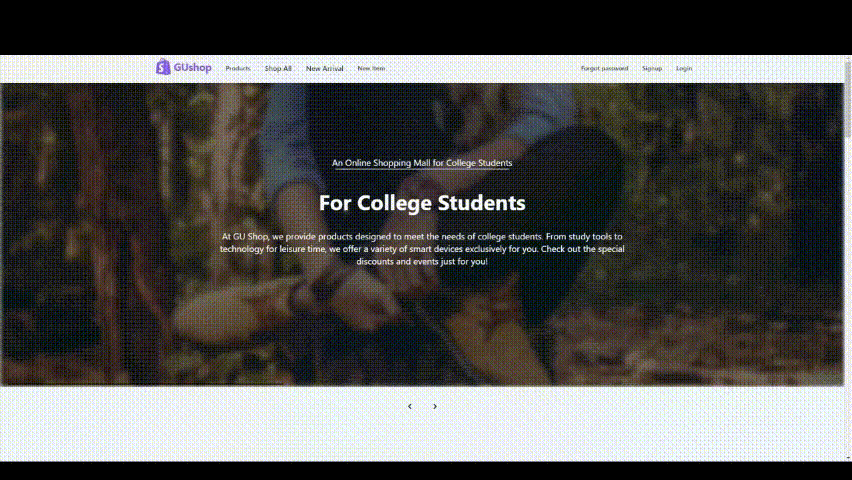 GUshop Products Shop All New Arrival New Item Forgot password Signup Login
An Online Shopping Mall for College Students
For College Students
At GU Shop, we provide products designed to meet the needs of college students. From study tools to
technology for leisure time, we offer a variety of smart devices exclusively for you. Check out the special
discounts and events just for you!